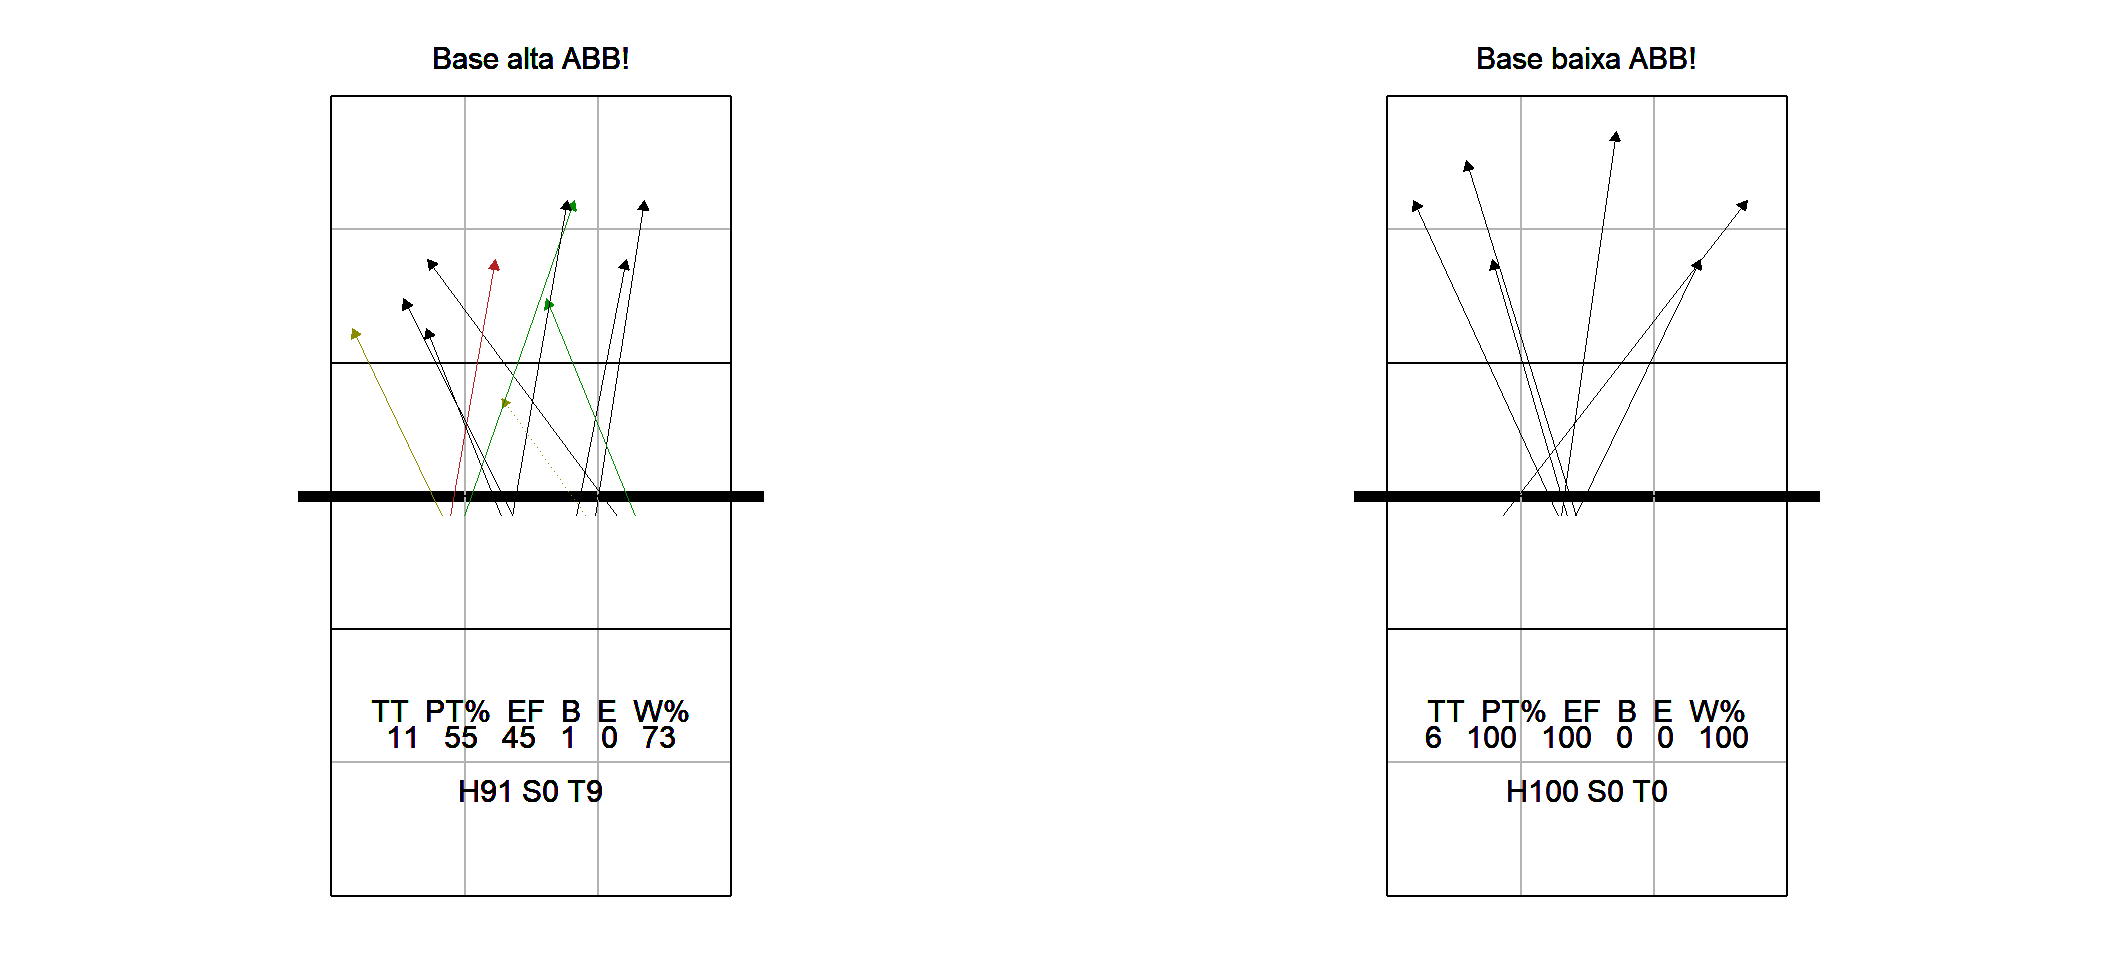 Base alta ABB!
TT PT% EF B E W%
11 55 45 1 0 73
H91 S0 T9
Base baixa ABB!
TT PT% EF B E W%
6 100 100 0 0 100
H100 S0 T0